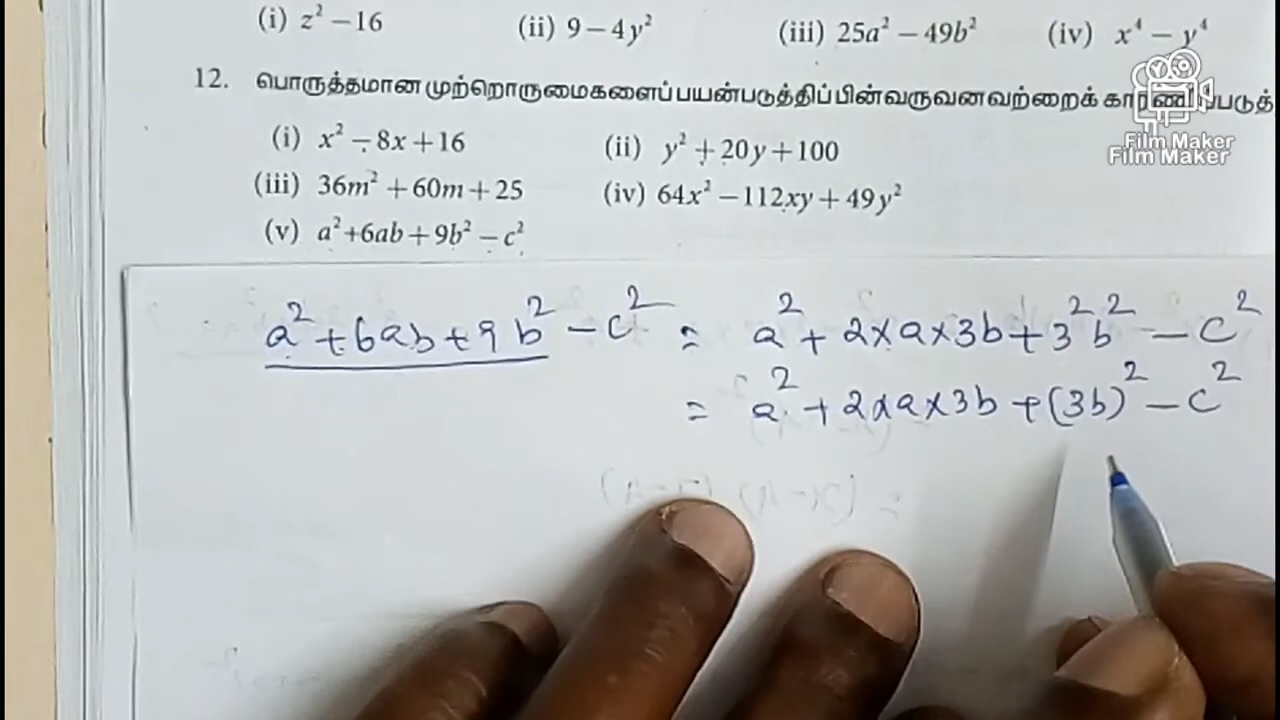 (i) z² − 16 (ii) 9 − 4y² (iii) 25a² − 49b² (iv) x⁴ − y⁴
12. பொருத்தமான முற்றொருமைகளைப் பயன்படுத்திப் பின்வருவனவற்றைக்
(i) x² − 8x + 16 (ii) y² + 20y + 100
(iii) 36m² + 60m + 25 (iv) 64x² − 112xy + 49y²
(v) a² + 6ab + 9b² − c²
a² + 6ab + 9b² − c² = a² + 2×a×3b + 3²b² − c²
= a² + 2×a×3b + (3b)² − c²
Film Maker
Film Maker